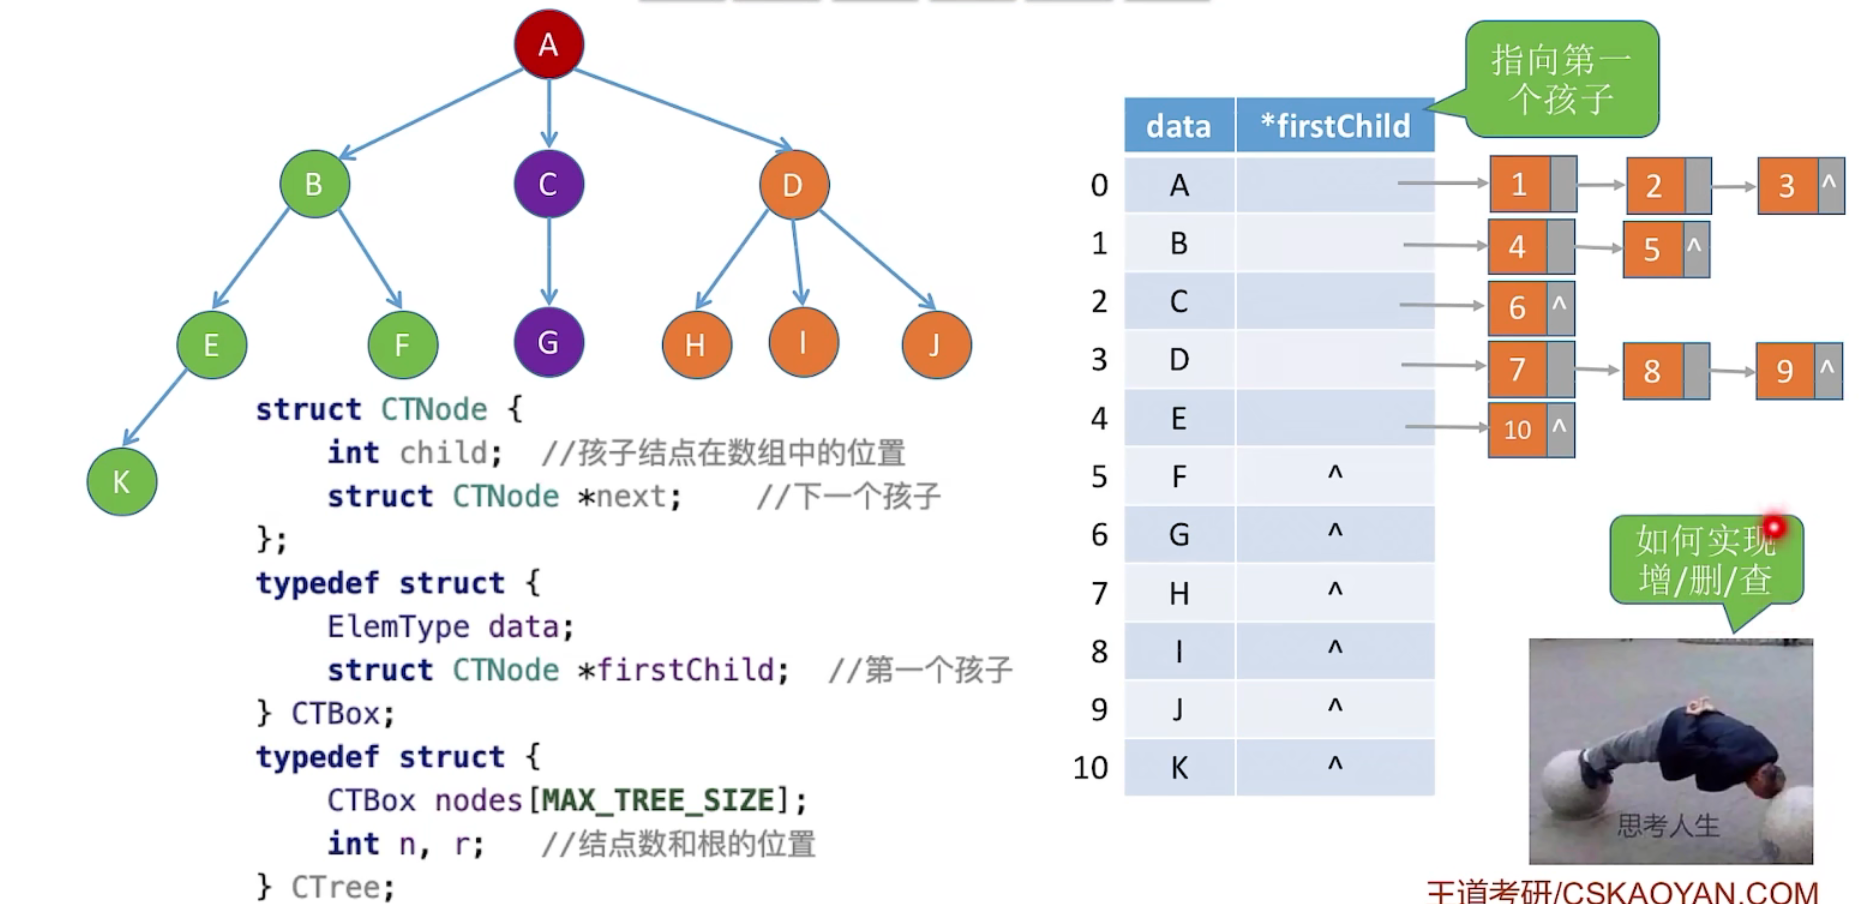 A
B
C
D
E
F
G
H
I
J
K
struct CTNode {
int child; //孩子结点在数组中的位置
struct CTNode *next; //下一个孩子
};
typedef struct {
ElemType data;
struct CTNode *firstChild; //第一个孩子
} CTBox;
typedef struct {
CTBox nodes[MAX_TREE_SIZE];
int n, r; //结点数和根的位置
} CTree;
指向第一
个孩子
data *firstChild
0 A 1 2 3 ^
1 B 4 5 ^
2 C 6 ^
3 D 7 8 9 ^
4 E 10 ^
5 F ^
6 G ^
7 H ^
8 I ^
9 J ^
10 K ^
如何实现
增/删/查
思考人生
王道考研/CSKAOYAN.COM